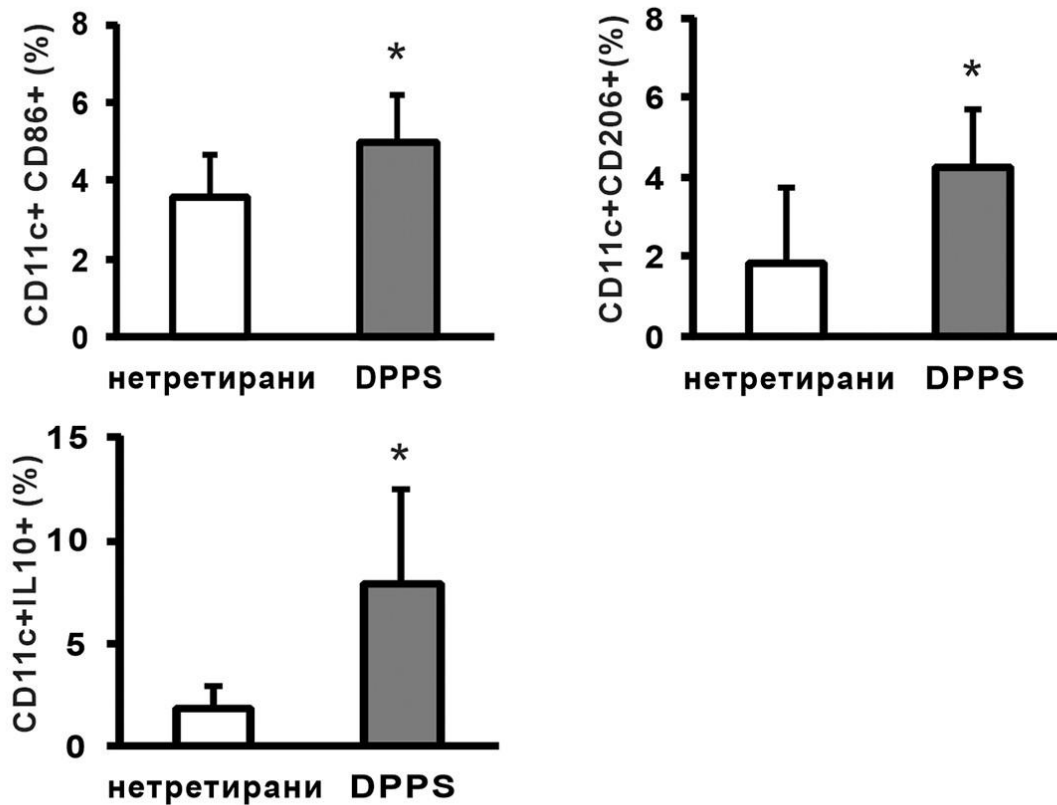 CD11c+ CD86+ (%)
8
6
4
2
0
*
нетретирани DPPS
CD11c+CD206+(%)
8
6
4
2
0
*
нетретирани DPPS
CD11c+IL10+ (%)
15
10
5
0
*
нетретирани DPPS